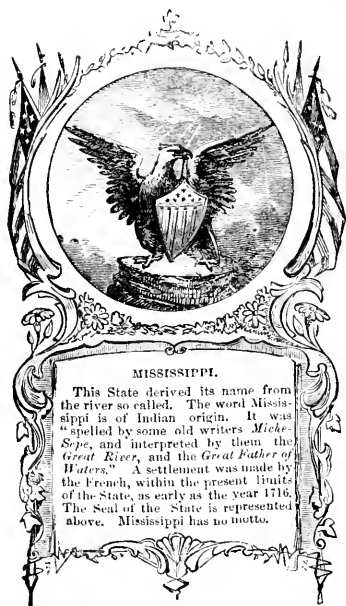 MISSISSIPPI.
This State derived its name from
the river so called. The word Missis-
sippi is of Indian origin. It was
"spelled by some old writers Miche-
Sepe, and interpreted by them the
Great River, and the Great Father of
Waters." A settlement was made by
the French, within the present limits
of the State, as early as the year 1716.
The Seal of the State is represented
above. Mississippi has no motto.